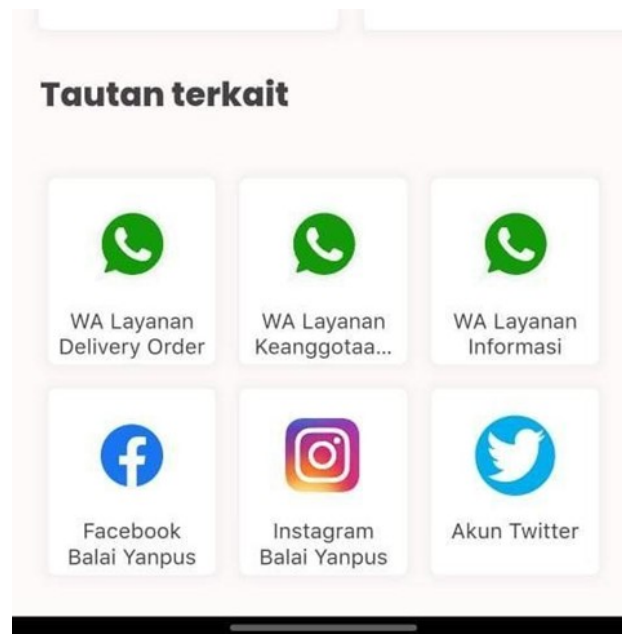 Tautan terkait
WA Layanan
Delivery Order
WA Layanan
Keanggotaa...
WA Layanan
Informasi
Facebook
Balai Yanpus
Instagram
Balai Yanpus
Akun Twitter